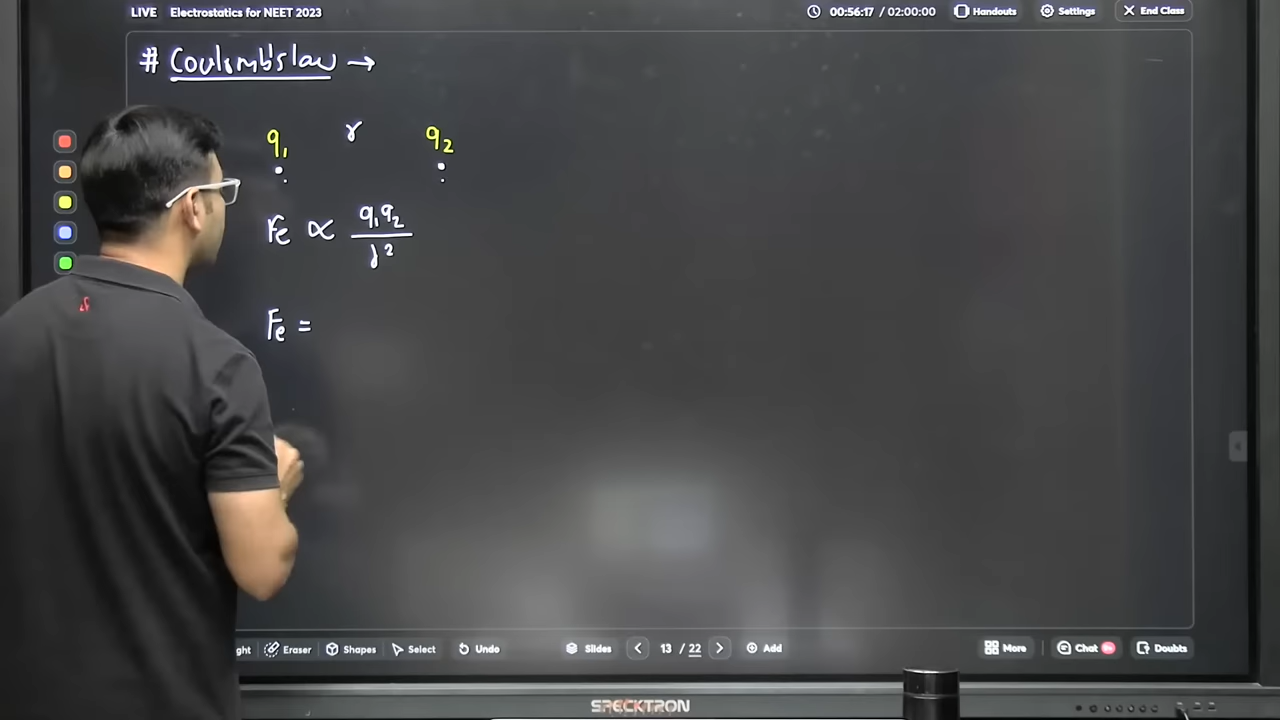 LIVE Electrostatics for NEET 2023 00:56:17 / 02:00:00 Handouts Settings End Class
# Coulomb's law →
q₁ r q₂
Fe ∝ q₁q₂ / r²
Fe =
ght Eraser Shapes Select Undo Slides 13 / 22 Add More Chat Doubts
SPECKTRON